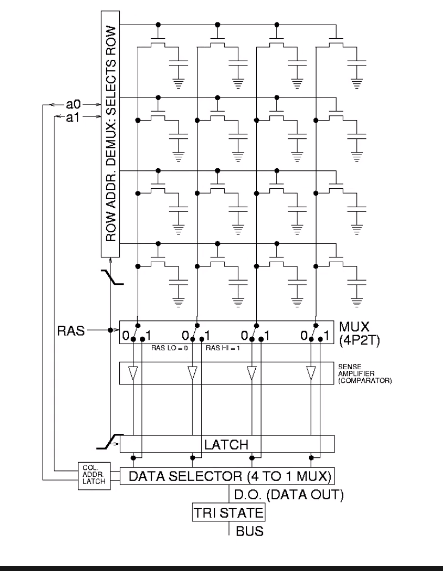 ROW ADDR. DEMUX: SELECTS ROW
a0
a1
RAS
0 1 0 1 0 1 0 1
MUX
(4P2T)
RAS LO = 0 RAS HI = 1
SENSE
AMPLIFIER
(COMPARATOR)
LATCH
COL.
ADDR.
LATCH
DATA SELECTOR (4 TO 1 MUX)
D.O. (DATA OUT)
TRI STATE
BUS